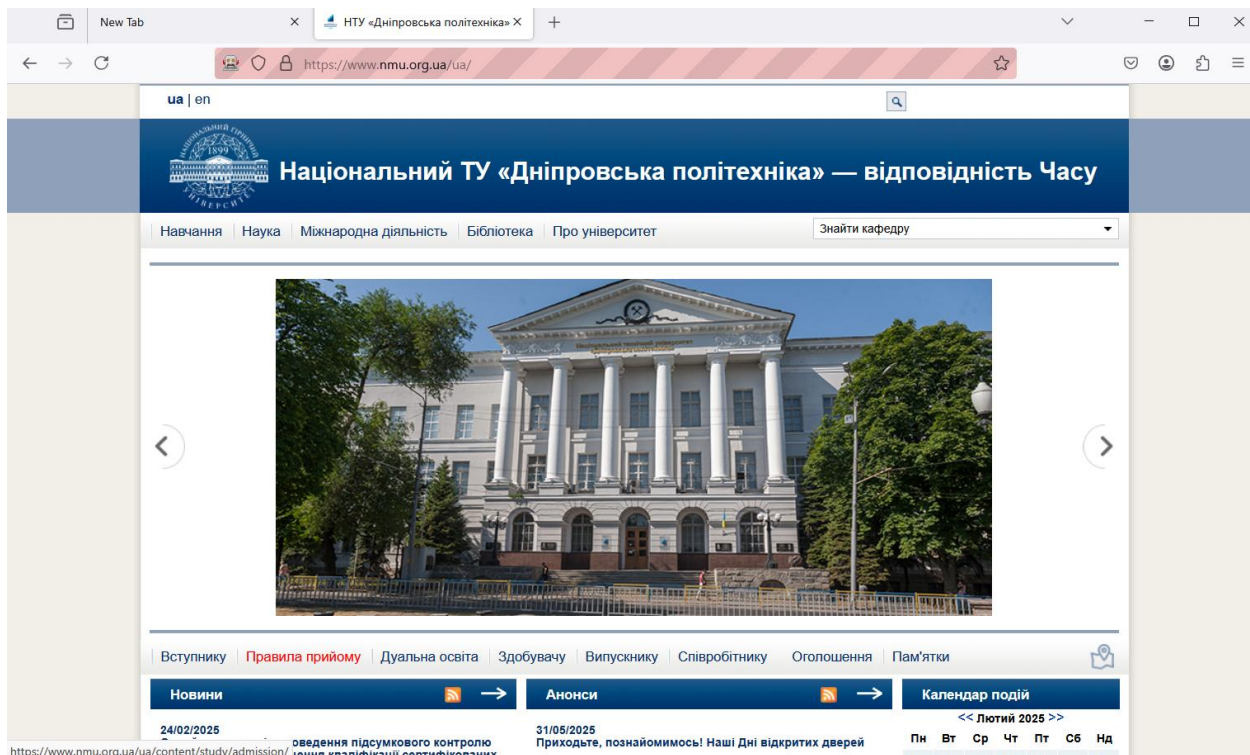 New Tab
НТУ «Дніпровська політехніка»
https://www.nmu.org.ua/ua/
ua | en
1899
Національний ТУ «Дніпровська політехніка» — відповідність Часу
Навчання Наука Міжнародна діяльність Бібліотека Про університет
Знайти кафедру
Вступнику Правила прийому Дуальна освіта Здобувачу Випускнику Співробітнику Оголошення Пам'ятки
Новини
24/02/2025
оведення підсумкового контролю
Анонси
31/05/2025
Приходьте, познайомимось! Наші Дні відкритих дверей
Календар подій
<< Лютий 2025 >>
Пн Вт Ср Чт Пт Сб Нд
https://www.nmu.org.ua/ua/content/study/admission/